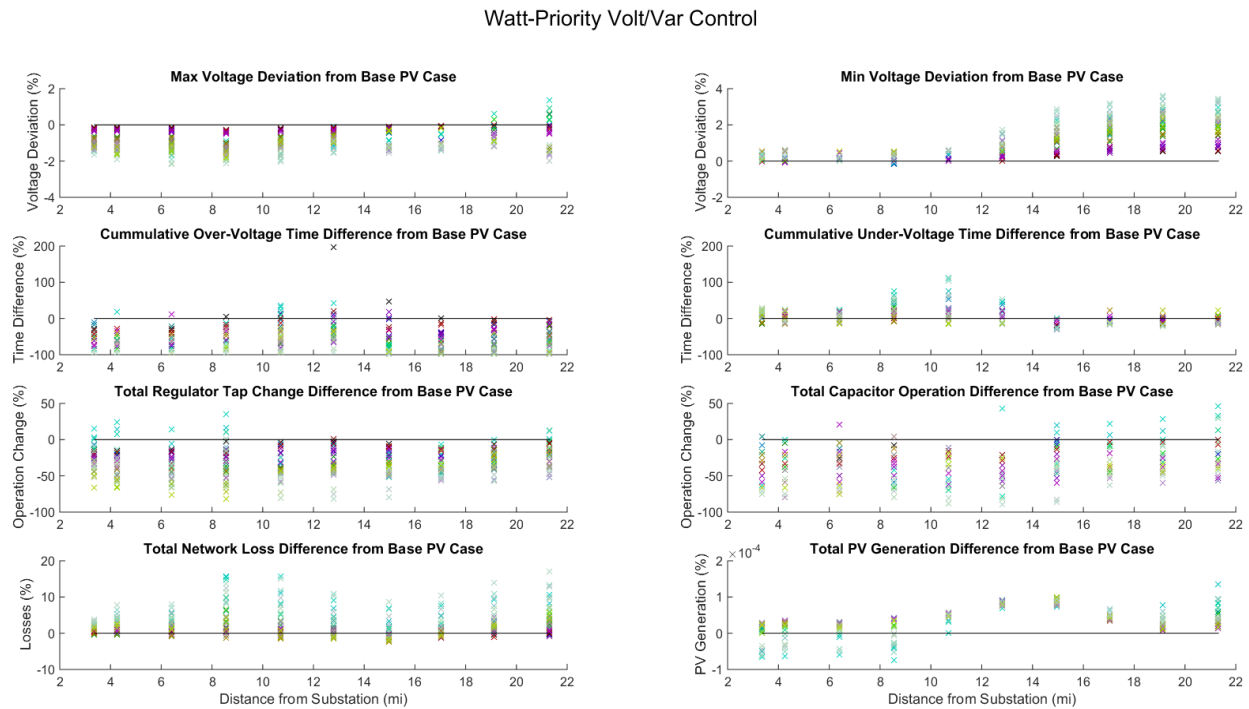 Watt-Priority Volt/Var Control
Max Voltage Deviation from Base PV Case
Voltage Deviation (%)
2
0
-2
-4
2 4 6 8 10 12 14 16 18 20 22
Min Voltage Deviation from Base PV Case
Voltage Deviation (%)
4
2
0
-2
2 4 6 8 10 12 14 16 18 20 22
Cummulative Over-Voltage Time Difference from Base PV Case
Time Difference (%)
200
100
0
-100
2 4 6 8 10 12 14 16 18 20 22
Cummulative Under-Voltage Time Difference from Base PV Case
Time Difference (%)
200
100
0
-100
2 4 6 8 10 12 14 16 18 20 22
Total Regulator Tap Change Difference from Base PV Case
Operation Change (%)
50
0
-50
-100
2 4 6 8 10 12 14 16 18 20 22
Total Capacitor Operation Difference from Base PV Case
Operation Change (%)
50
0
-50
-100
2 4 6 8 10 12 14 16 18 20 22
Total Network Loss Difference from Base PV Case
Losses (%)
20
10
0
-10
2 4 6 8 10 12 14 16 18 20 22
Distance from Substation (mi)
Total PV Generation Difference from Base PV Case
× 10^-4
PV Generation (%)
2
1
0
-1
2 4 6 8 10 12 14 16 18 20 22
Distance from Substation (mi)